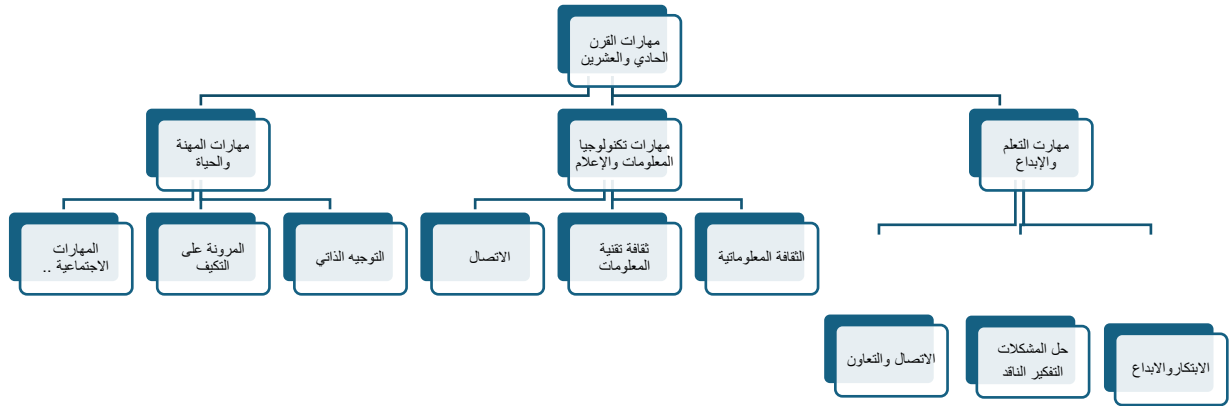 مهارات القرن
الحادي والعشرين
مهارت التعلم
والإبداع
مهارات تكنولوجيا
المعلومات والإعلام
مهارات المهنة
والحياة
الثقافة المعلوماتية
ثقافة تقنية
المعلومات
الاتصال
التوجيه الذاتي
المرونة على
التكيف
المهارات
الاجتماعية ..
الابتكاروالابداع
حل المشكلات
التفكير الناقد
الاتصال والتعاون